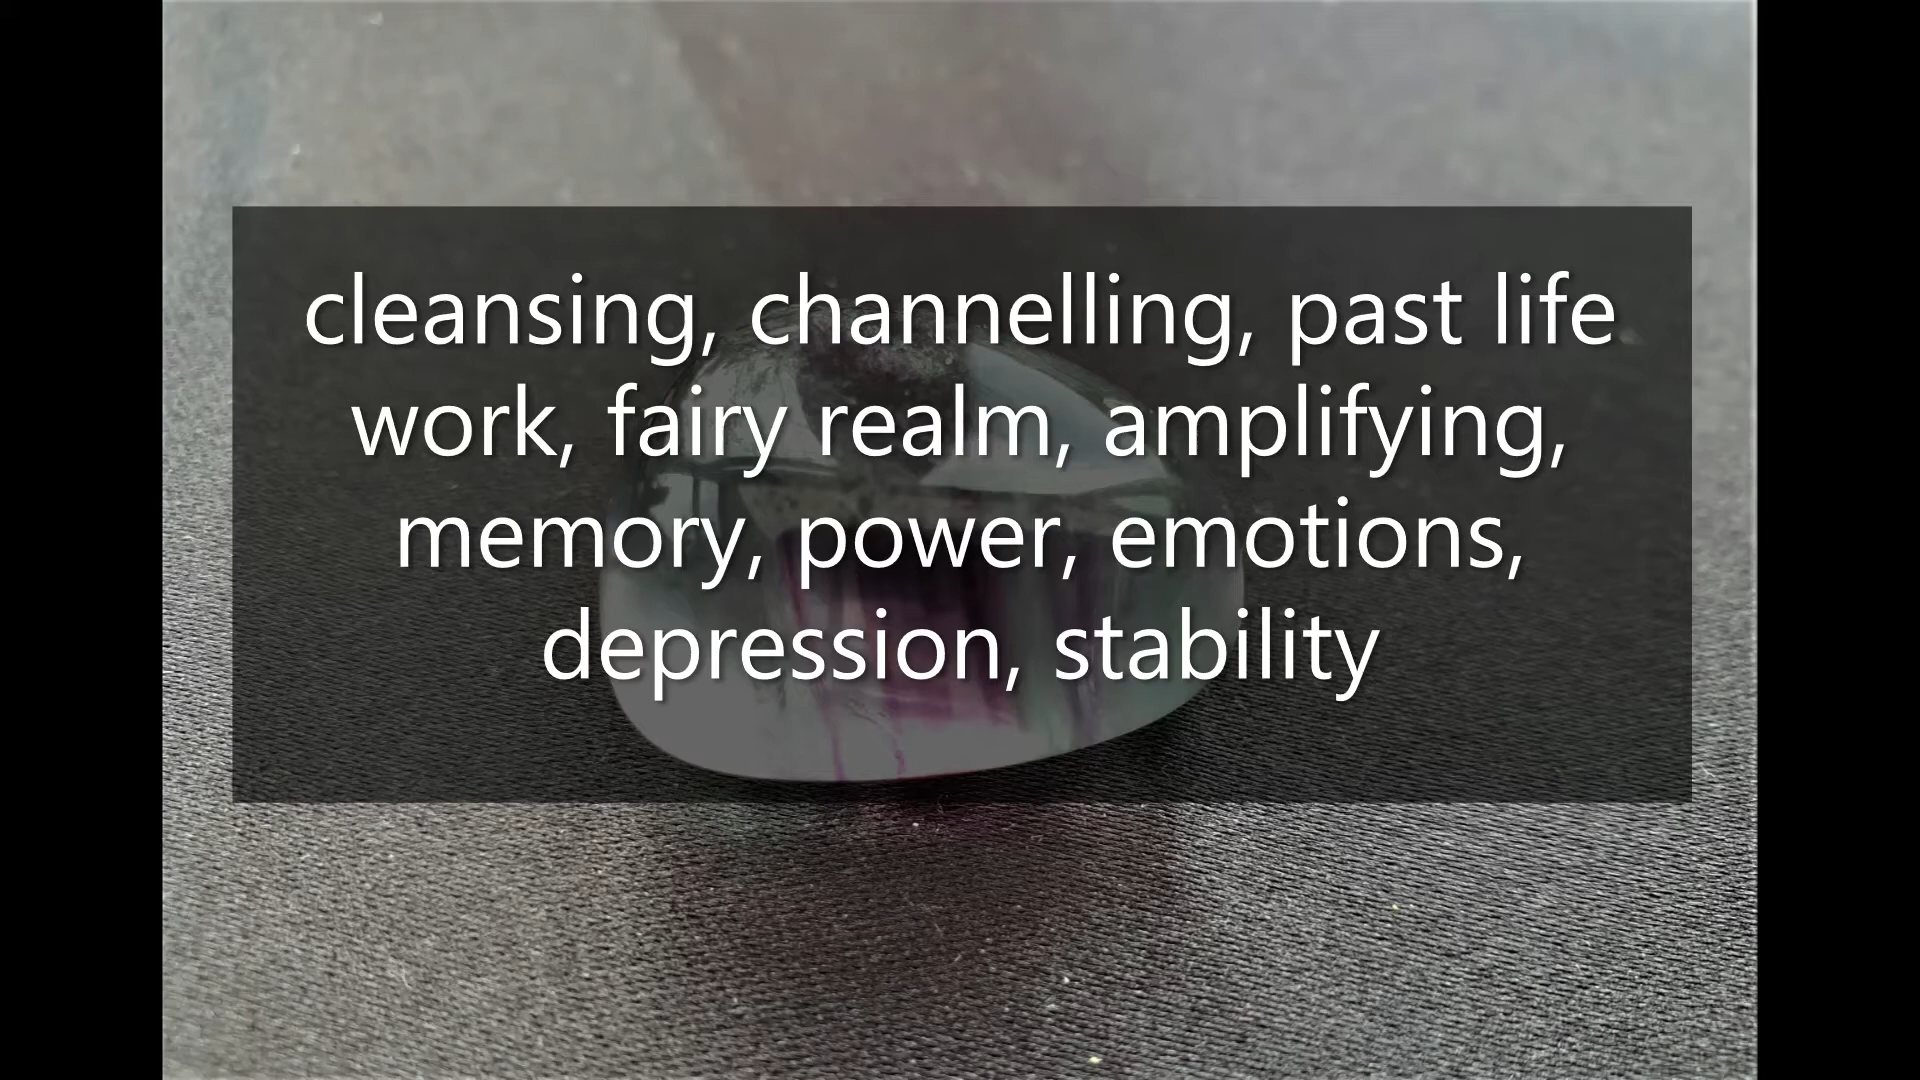 cleansing, channelling, past life
work, fairy realm, amplifying,
memory, power, emotions,
depression, stability